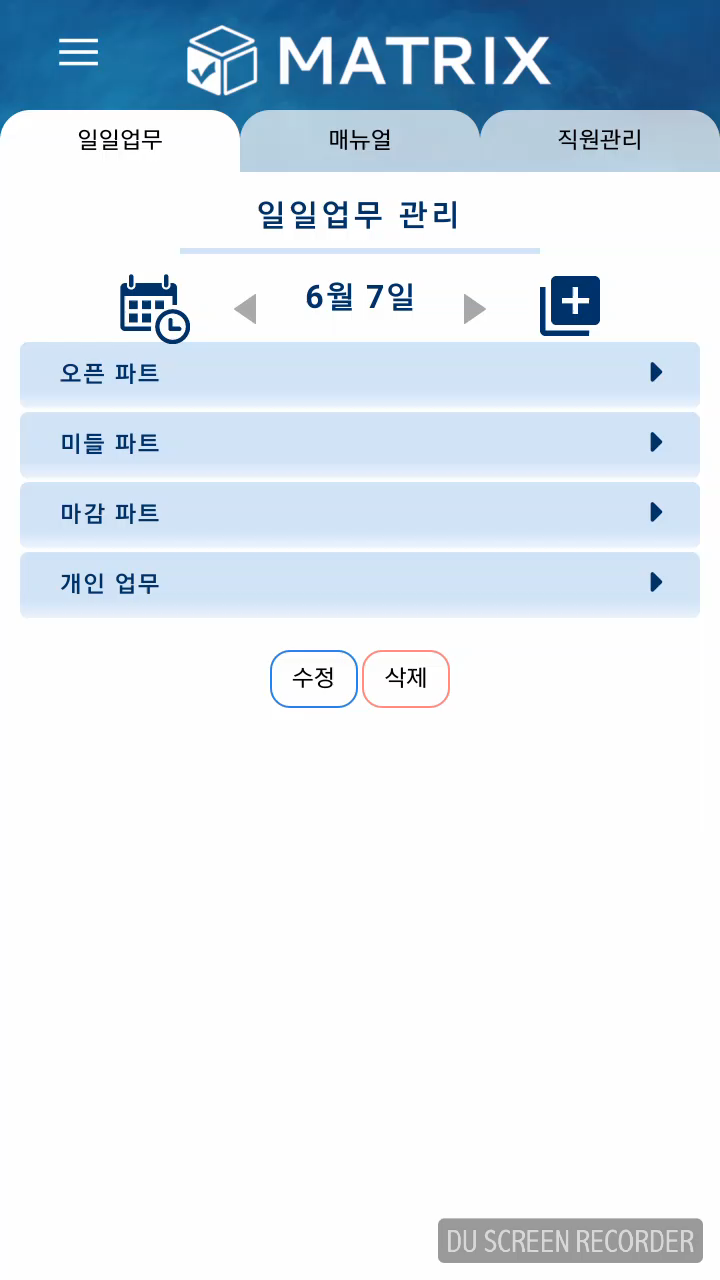 MATRIX
일일업무 매뉴얼 직원관리
일일업무 관리
6월 7일
오픈 파트
미들 파트
마감 파트
개인 업무
수정 삭제
DU SCREEN RECORDER